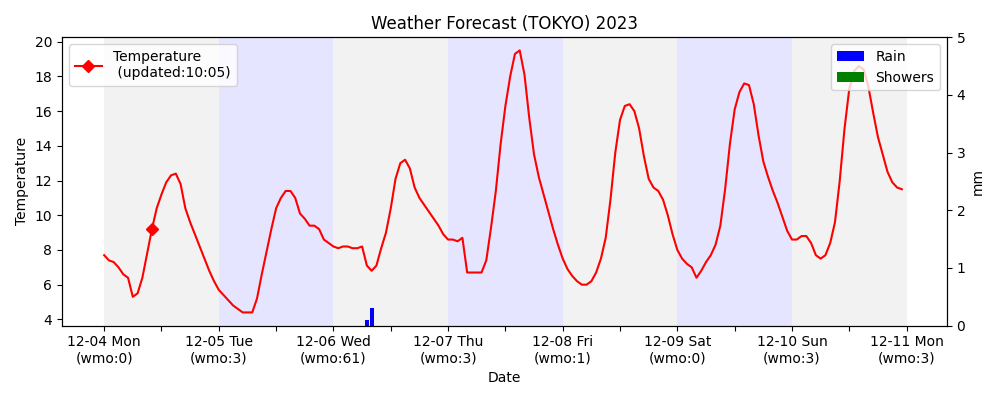 Weather Forecast (TOKYO) 2023
Temperature
(updated:10:05)
Rain
Showers
Temperature
20
18
16
14
12
10
8
6
4
5
4
3
2
1
0
mm
12-04 Mon
(wmo:0)
12-05 Tue
(wmo:3)
12-06 Wed
(wmo:61)
12-07 Thu
(wmo:3)
12-08 Fri
(wmo:1)
12-09 Sat
(wmo:0)
12-10 Sun
(wmo:3)
12-11 Mon
(wmo:3)
Date